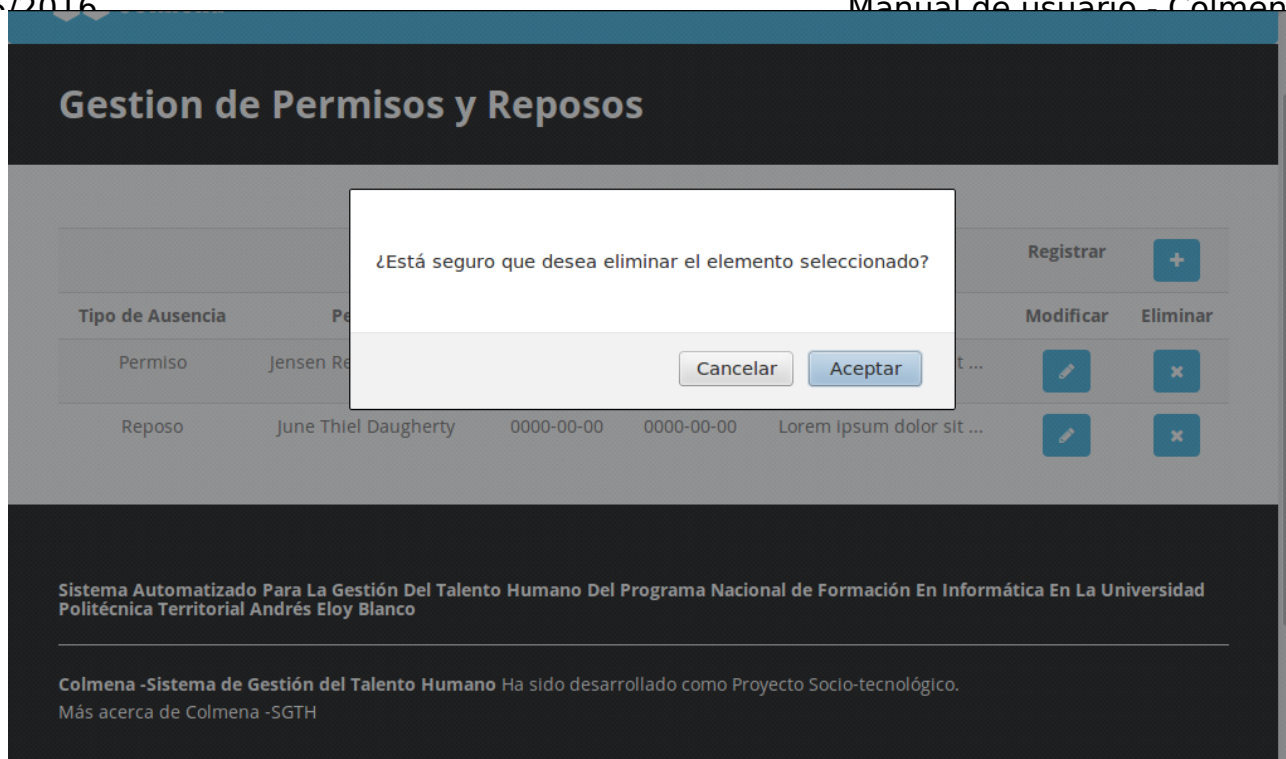 Manual de usuario - Colmen
Gestion de Permisos y Reposos
¿Está seguro que desea eliminar el elemento seleccionado?
Cancelar Aceptar
Registrar
Tipo de Ausencia Modificar Eliminar
Permiso Jensen
Reposo June Thiel Daugherty 0000-00-00 0000-00-00 Lorem ipsum dolor sit ...
Sistema Automatizado Para La Gestión Del Talento Humano Del Programa Nacional de Formación En Informática En La Universidad
Politécnica Territorial Andrés Eloy Blanco
Colmena -Sistema de Gestión del Talento Humano Ha sido desarrollado como Proyecto Socio-tecnológico.
Más acerca de Colmena -SGTH